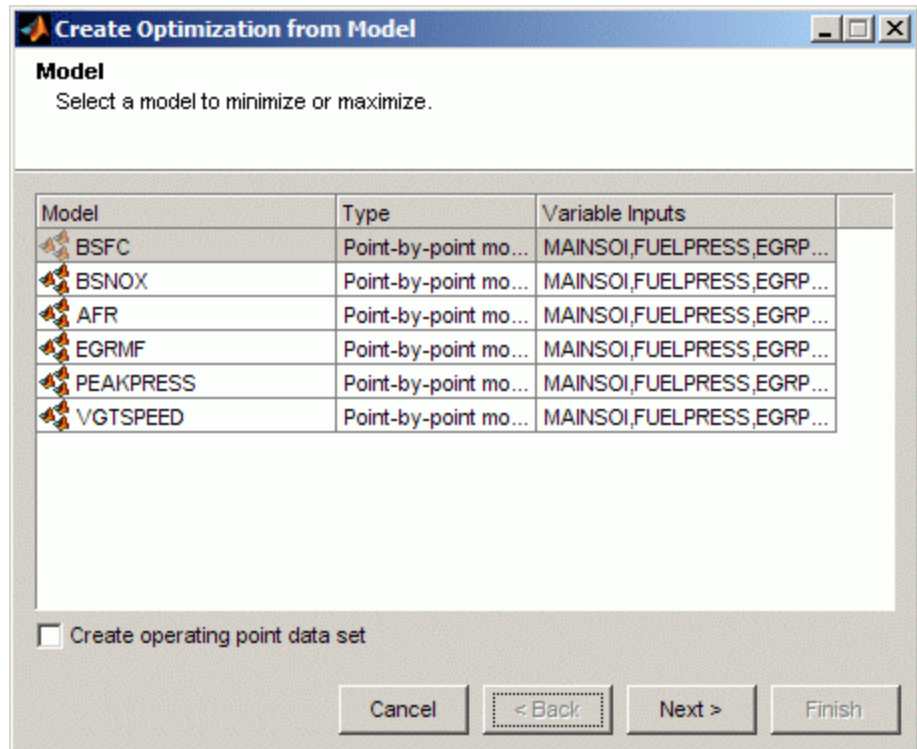 Create Optimization from Model
Model
Select a model to minimize or maximize.
Model Type Variable Inputs
BSFC Point-by-point mo... MAINSOI,FUELPRESS,EGRP...
BSNOX Point-by-point mo... MAINSOI,FUELPRESS,EGRP...
AFR Point-by-point mo... MAINSOI,FUELPRESS,EGRP...
EGRMF Point-by-point mo... MAINSOI,FUELPRESS,EGRP...
PEAKPRESS Point-by-point mo... MAINSOI,FUELPRESS,EGRP...
VGTSPEED Point-by-point mo... MAINSOI,FUELPRESS,EGRP...
Create operating point data set
Cancel < Back Next > Finish